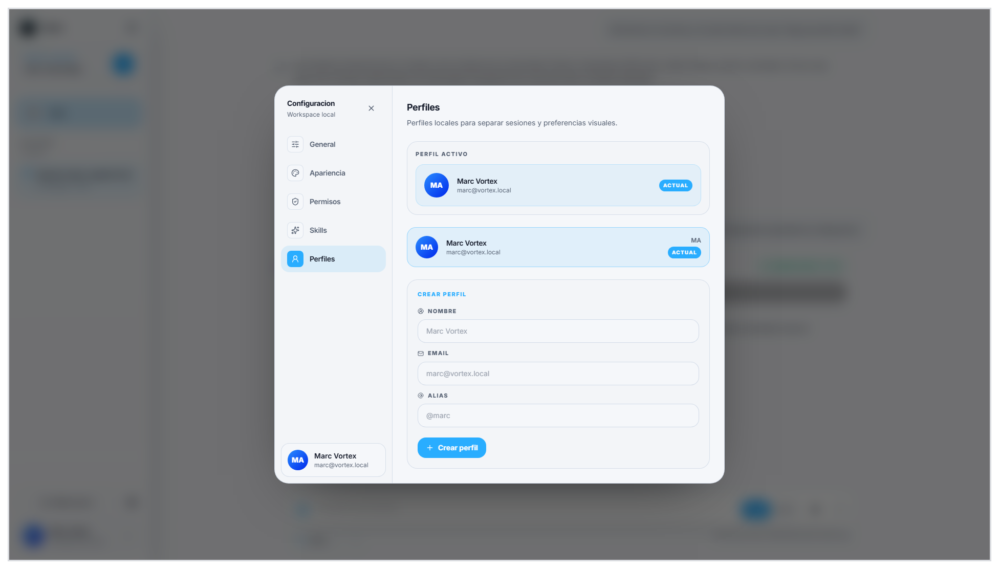 Configuracion
Workspace local
General
Apariencia
Permisos
Skills
Perfiles
MA
Marc Vortex
marc@vortex.local
Perfiles
Perfiles locales para separar sesiones y preferencias visuales.
PERFIL ACTIVO
MA
Marc Vortex
marc@vortex.local
ACTUAL
MA
Marc Vortex
marc@vortex.local
MA
ACTUAL
CREAR PERFIL
NOMBRE
Marc Vortex
EMAIL
marc@vortex.local
ALIAS
@marc
Crear perfil